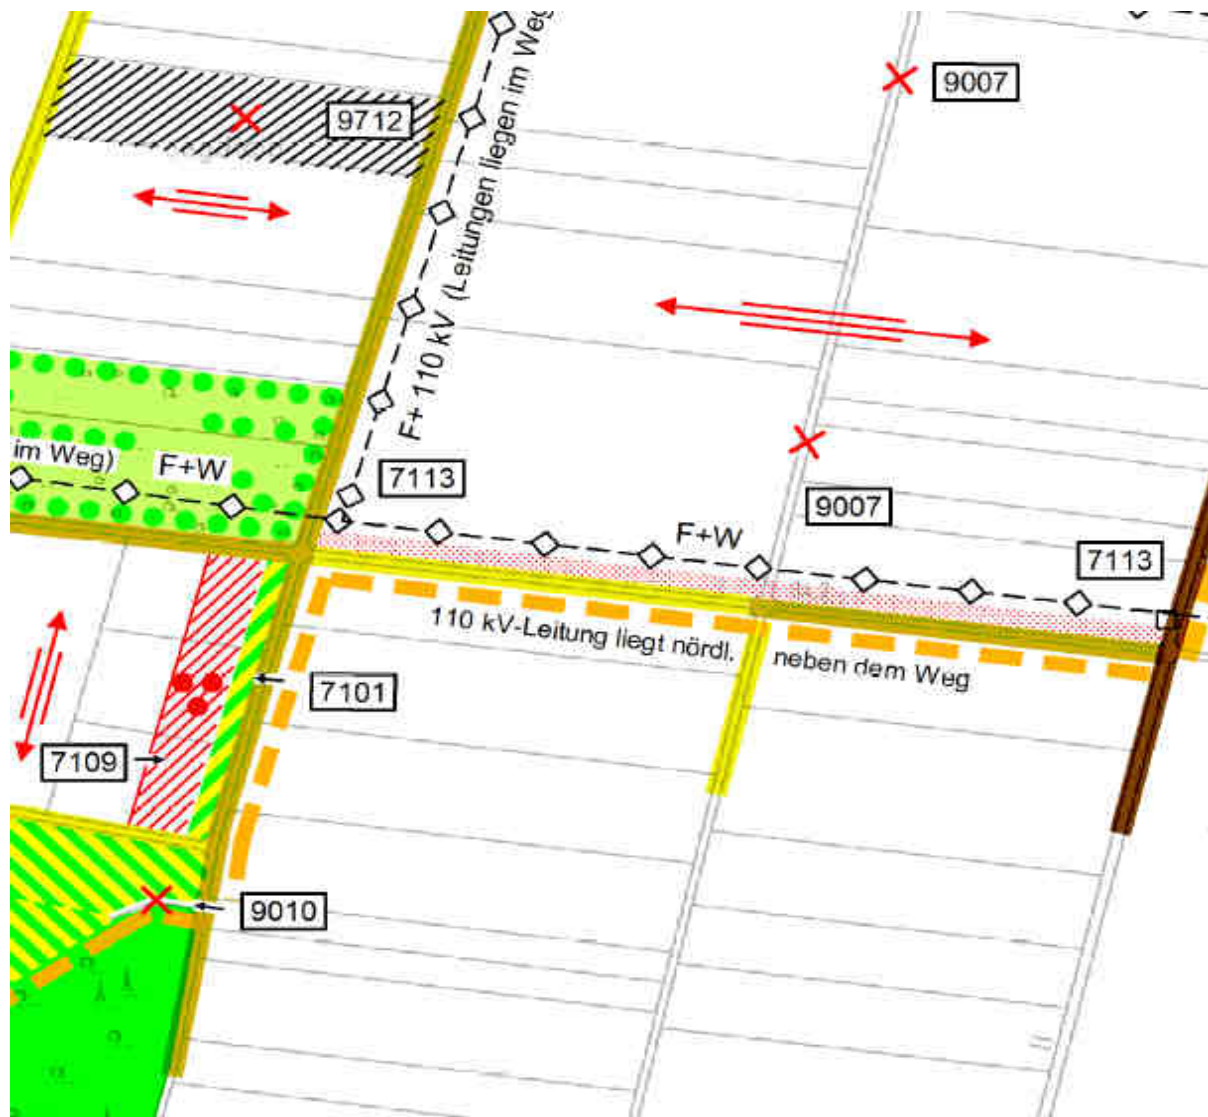 9007
9712
F+ 110 kV (Leitungen liegen im Weg
im Weg)
F+W
7113
9007
F+W
7113
110 kV-Leitung liegt nördl.
neben dem Weg
7101
7109
9010